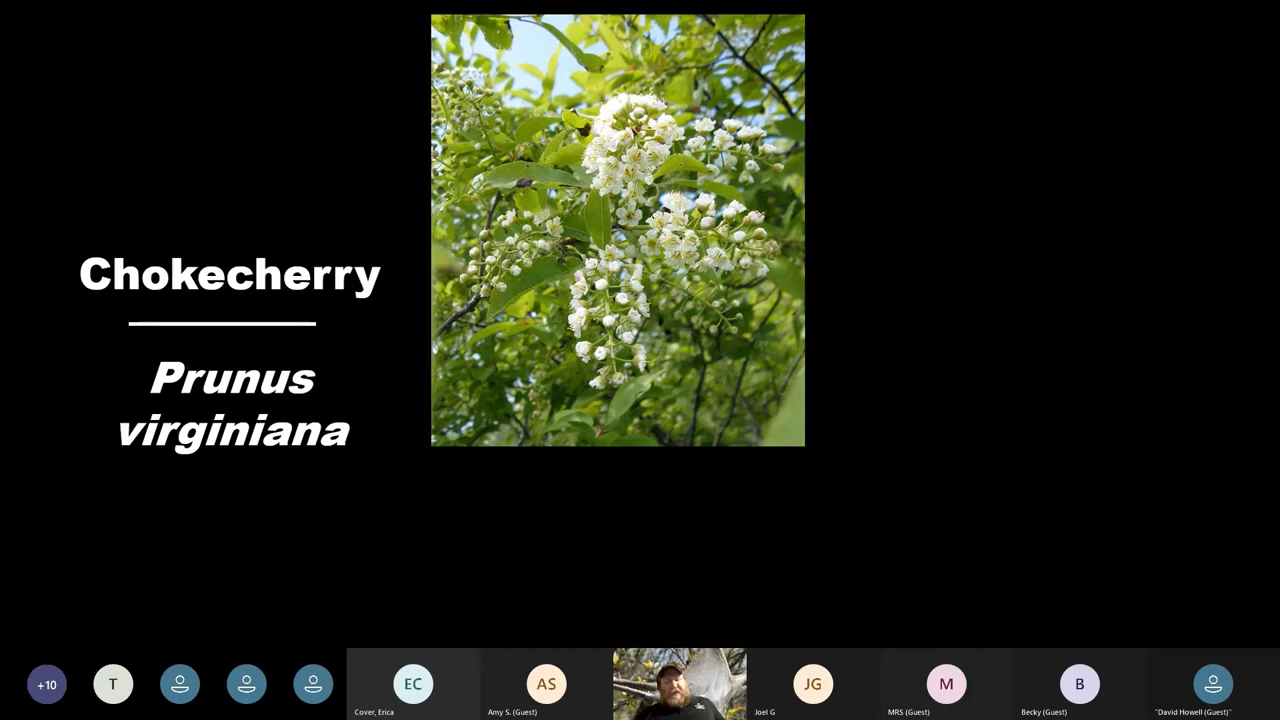 Chokecherry
Prunus
virginiana
+10
T
EC
AS
JG
M
B
Cover, Erica
Amy S. (Guest)
Joel G
MRS (Guest)
Becky (Guest)
"David Howell (Guest)"